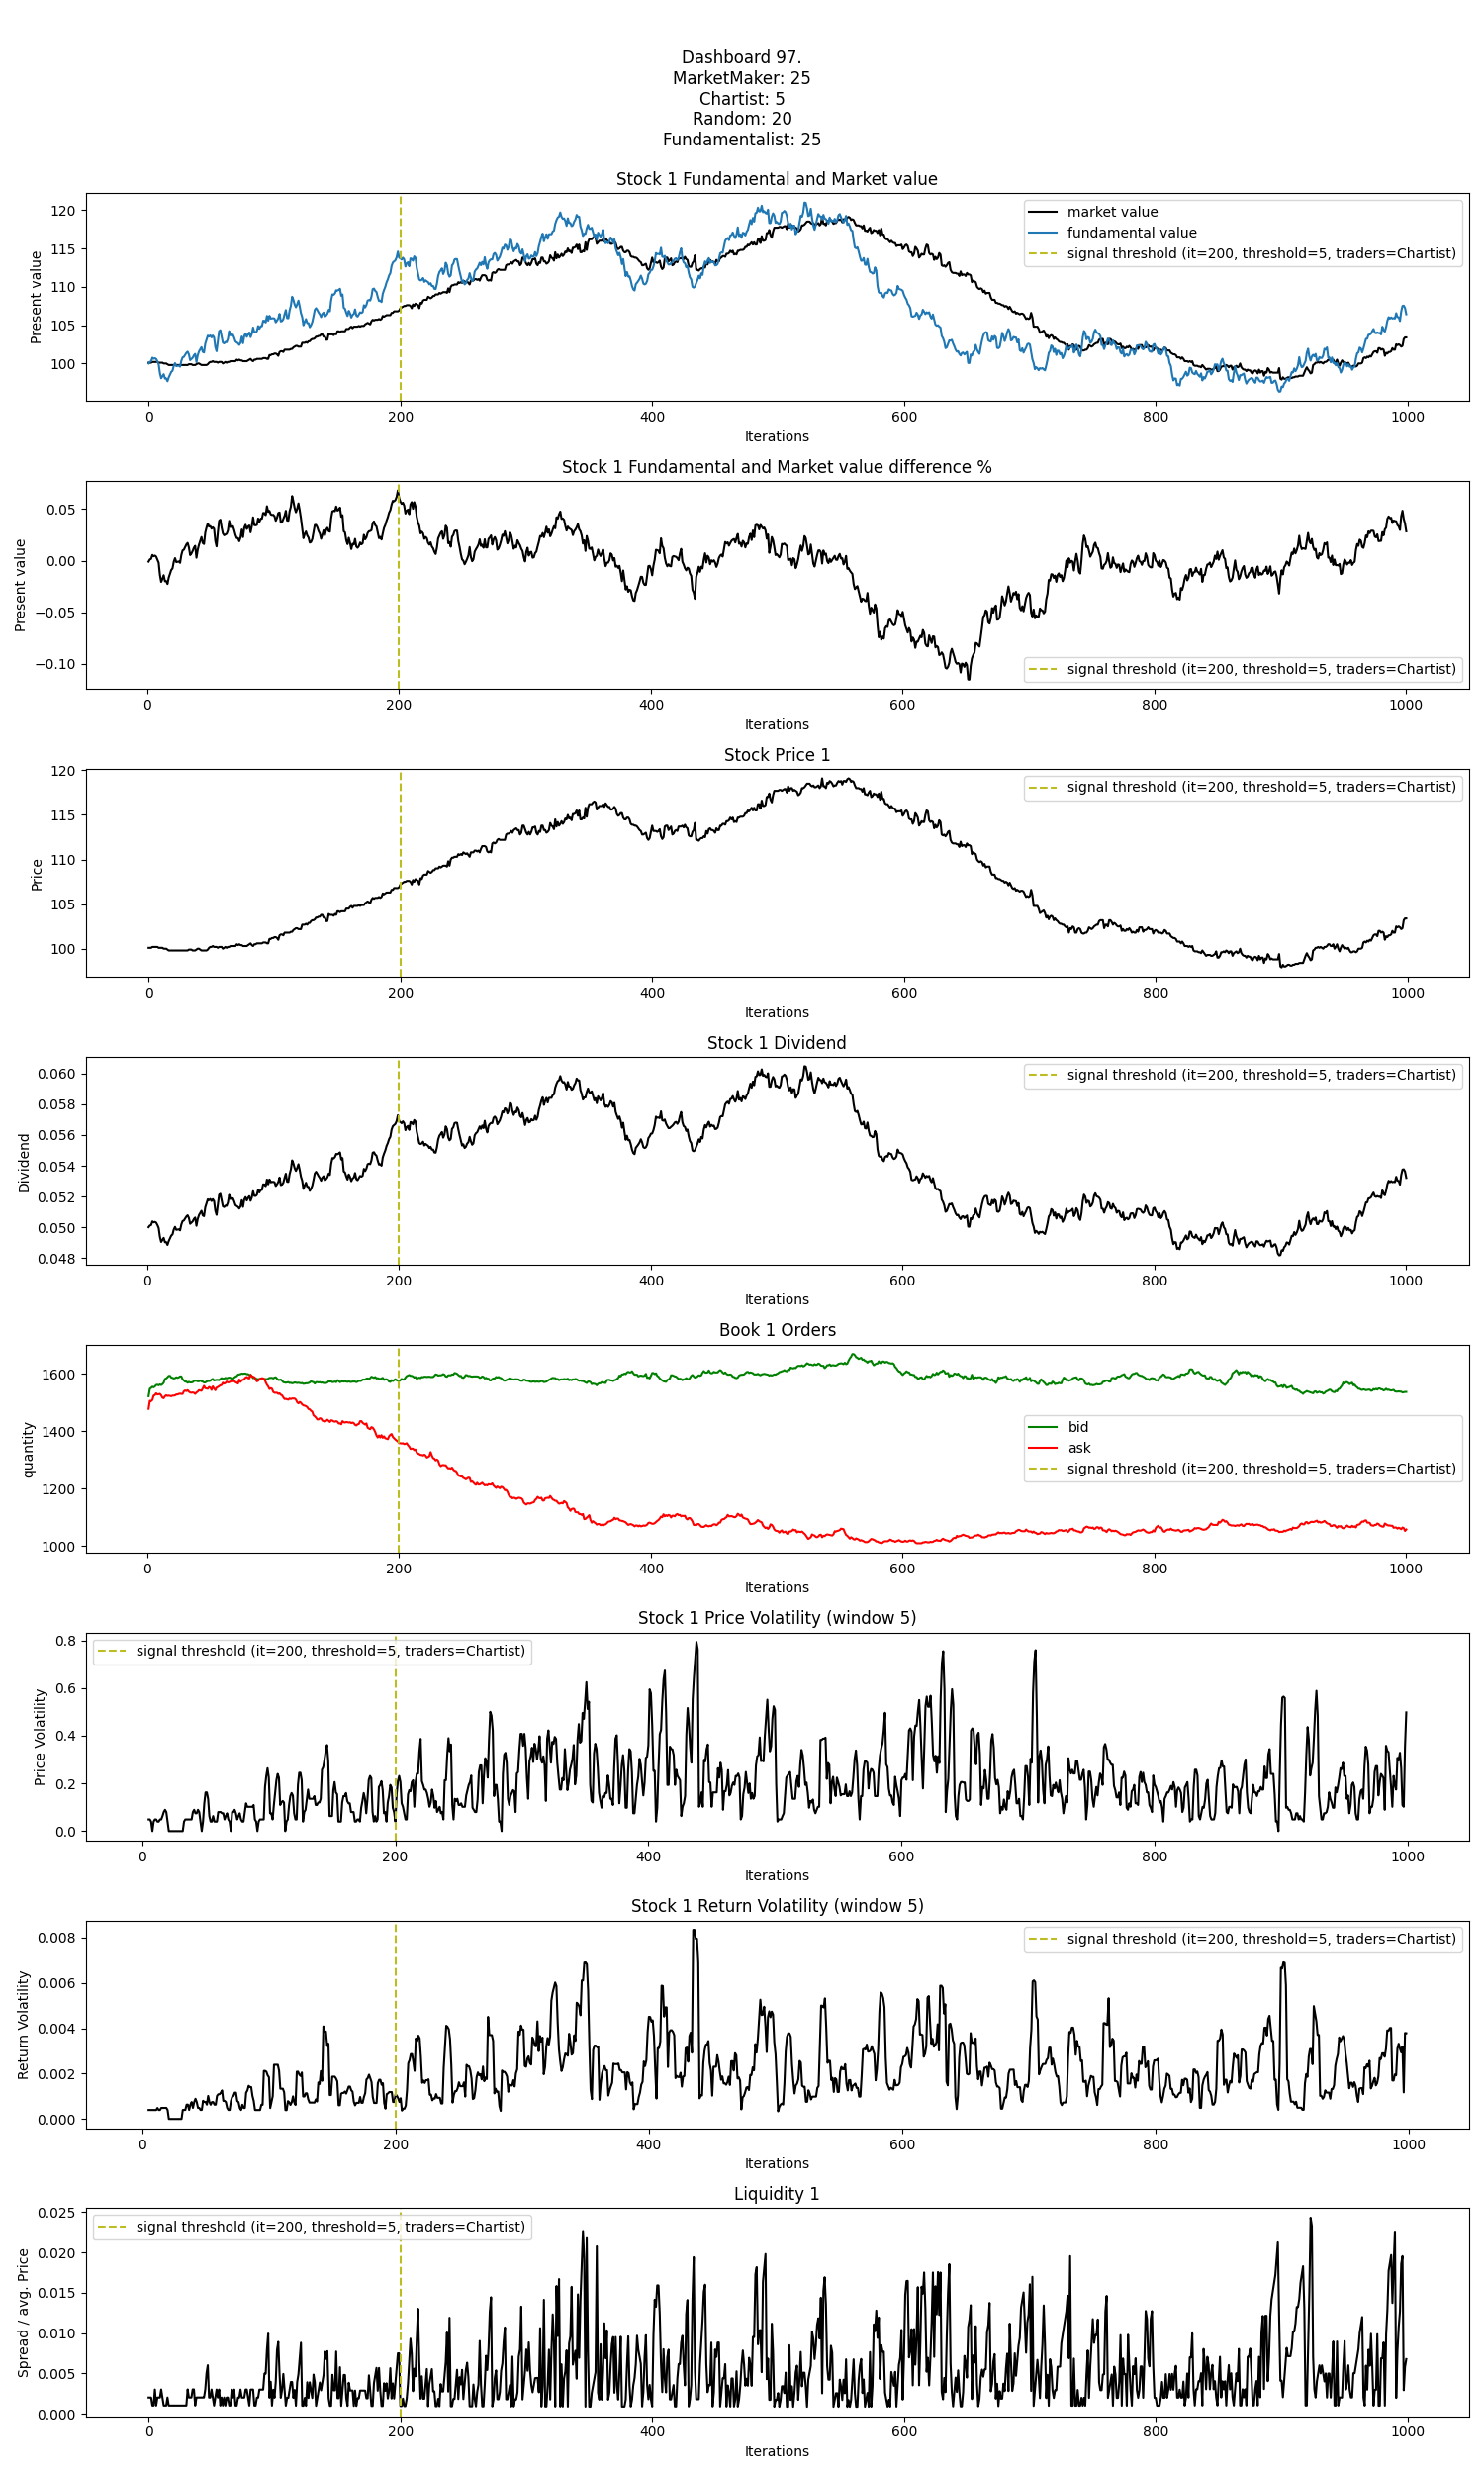 Dashboard 97.
MarketMaker: 25
Chartist: 5
Random: 20
Fundamentalist: 25
Stock 1 Fundamental and Market value
Present value
120
115
110
105
100
market value
fundamental value
signal threshold (it=200, threshold=5, traders=Chartist)
0 200 400 600 800 1000
Iterations
Stock 1 Fundamental and Market value difference %
Present value
0.05
0.00
−0.05
−0.10
signal threshold (it=200, threshold=5, traders=Chartist)
0 200 400 600 800 1000
Iterations
Stock Price 1
Price
120
115
110
105
100
signal threshold (it=200, threshold=5, traders=Chartist)
0 200 400 600 800 1000
Iterations
Stock 1 Dividend
Dividend
0.060
0.058
0.056
0.054
0.052
0.050
0.048
signal threshold (it=200, threshold=5, traders=Chartist)
0 200 400 600 800 1000
Iterations
Book 1 Orders
quantity
1600
1400
1200
1000
bid
ask
signal threshold (it=200, threshold=5, traders=Chartist)
0 200 400 600 800 1000
Iterations
Stock 1 Price Volatility (window 5)
Price Volatility
0.8
0.6
0.4
0.2
0.0
signal threshold (it=200, threshold=5, traders=Chartist)
0 200 400 600 800 1000
Iterations
Stock 1 Return Volatility (window 5)
Return Volatility
0.008
0.006
0.004
0.002
0.000
signal threshold (it=200, threshold=5, traders=Chartist)
0 200 400 600 800 1000
Iterations
Liquidity 1
Spread / avg. Price
0.025
0.020
0.015
0.010
0.005
0.000
signal threshold (it=200, threshold=5, traders=Chartist)
0 200 400 600 800 1000
Iterations